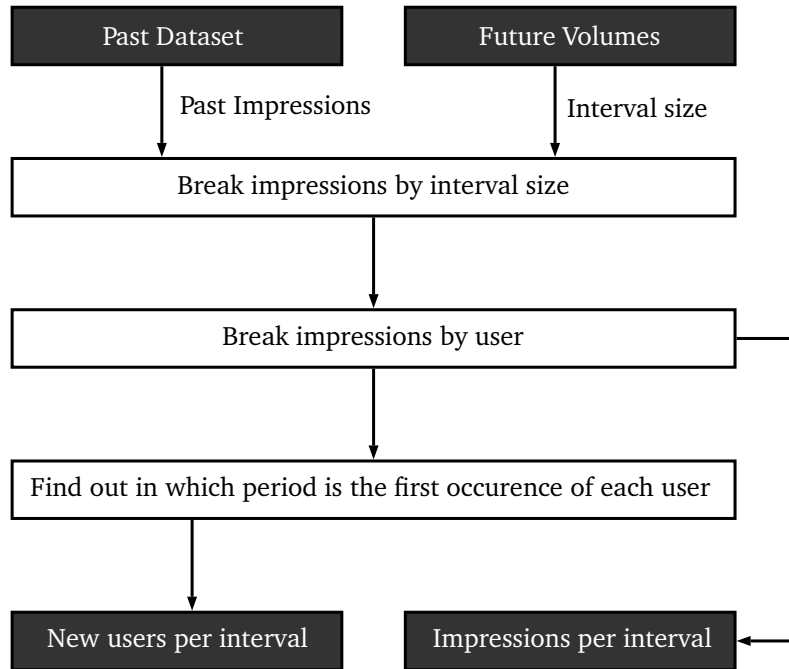 Past Dataset
Future Volumes
Past Impressions
Interval size
Break impressions by interval size
Break impressions by user
Find out in which period is the first occurence of each user
New users per interval
Impressions per interval